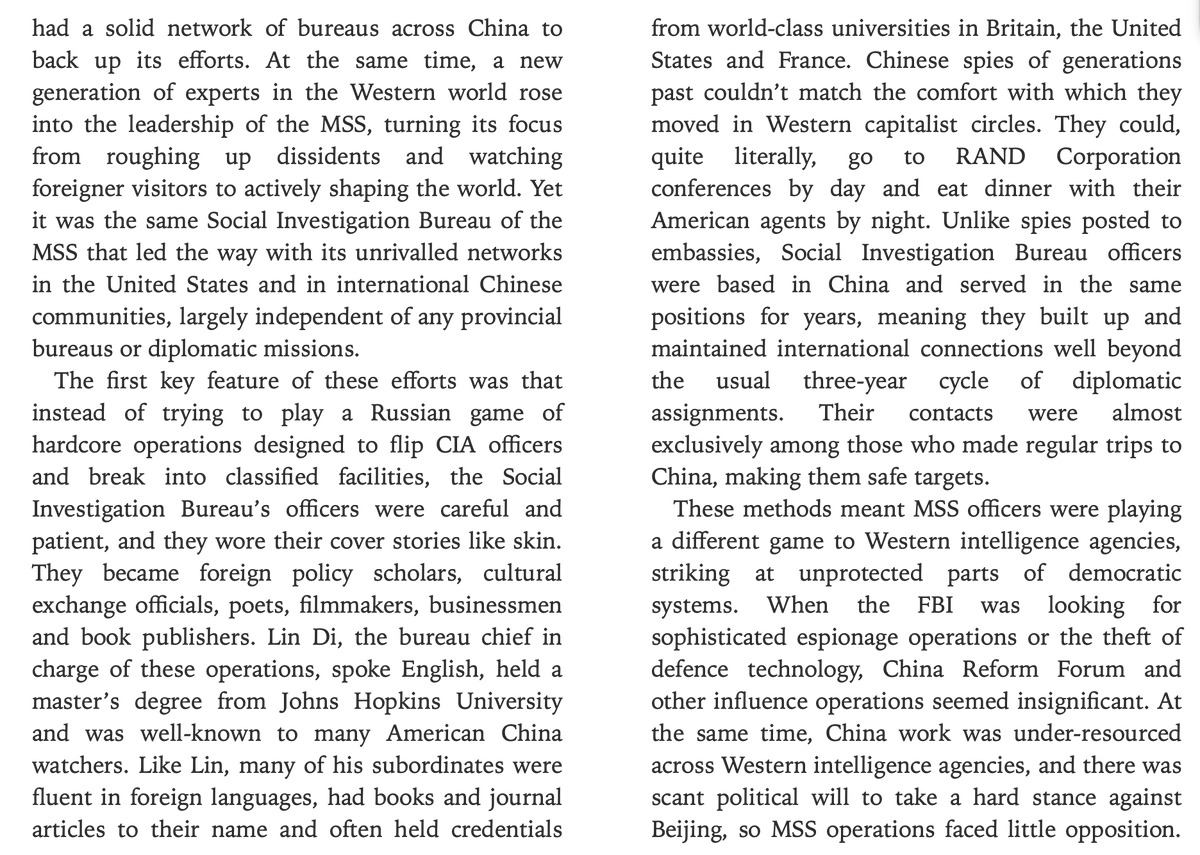 had a solid network of bureaus across China to
back up its efforts. At the same time, a new
generation of experts in the Western world rose
into the leadership of the MSS, turning its focus
from roughing up dissidents and watching
foreigner visitors to actively shaping the world. Yet
it was the same Social Investigation Bureau of the
MSS that led the way with its unrivalled networks
in the United States and in international Chinese
communities, largely independent of any provincial
bureaus or diplomatic missions.
The first key feature of these efforts was that
instead of trying to play a Russian game of
hardcore operations designed to flip CIA officers
and break into classified facilities, the Social
Investigation Bureau’s officers were careful and
patient, and they wore their cover stories like skin.
They became foreign policy scholars, cultural
exchange officials, poets, filmmakers, businessmen
and book publishers. Lin Di, the bureau chief in
charge of these operations, spoke English, held a
master’s degree from Johns Hopkins University
and was well-known to many American China
watchers. Like Lin, many of his subordinates were
fluent in foreign languages, had books and journal
articles to their name and often held credentials
from world-class universities in Britain, the United
States and France. Chinese spies of generations
past couldn’t match the comfort with which they
moved in Western capitalist circles. They could,
quite literally, go to RAND Corporation
conferences by day and eat dinner with their
American agents by night. Unlike spies posted to
embassies, Social Investigation Bureau officers
were based in China and served in the same
positions for years, meaning they built up and
maintained international connections well beyond
the usual three-year cycle of diplomatic
assignments. Their contacts were almost
exclusively among those who made regular trips to
China, making them safe targets.
These methods meant MSS officers were playing
a different game to Western intelligence agencies,
striking at unprotected parts of democratic
systems. When the FBI was looking for
sophisticated espionage operations or the theft of
defence technology, China Reform Forum and
other influence operations seemed insignificant. At
the same time, China work was under-resourced
across Western intelligence agencies, and there was
scant political will to take a hard stance against
Beijing, so MSS operations faced little opposition.